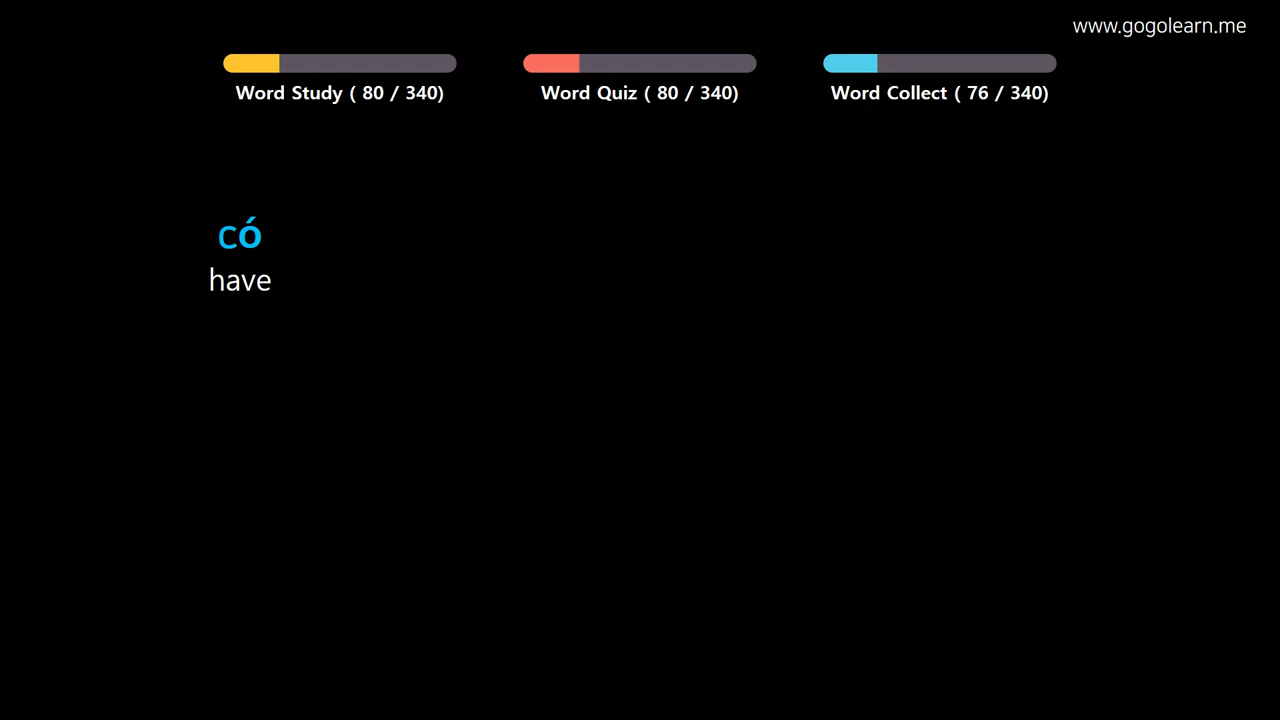 www.gogolearn.me
Word Study ( 80 / 340)
Word Quiz ( 80 / 340)
Word Collect ( 76 / 340)
có
have